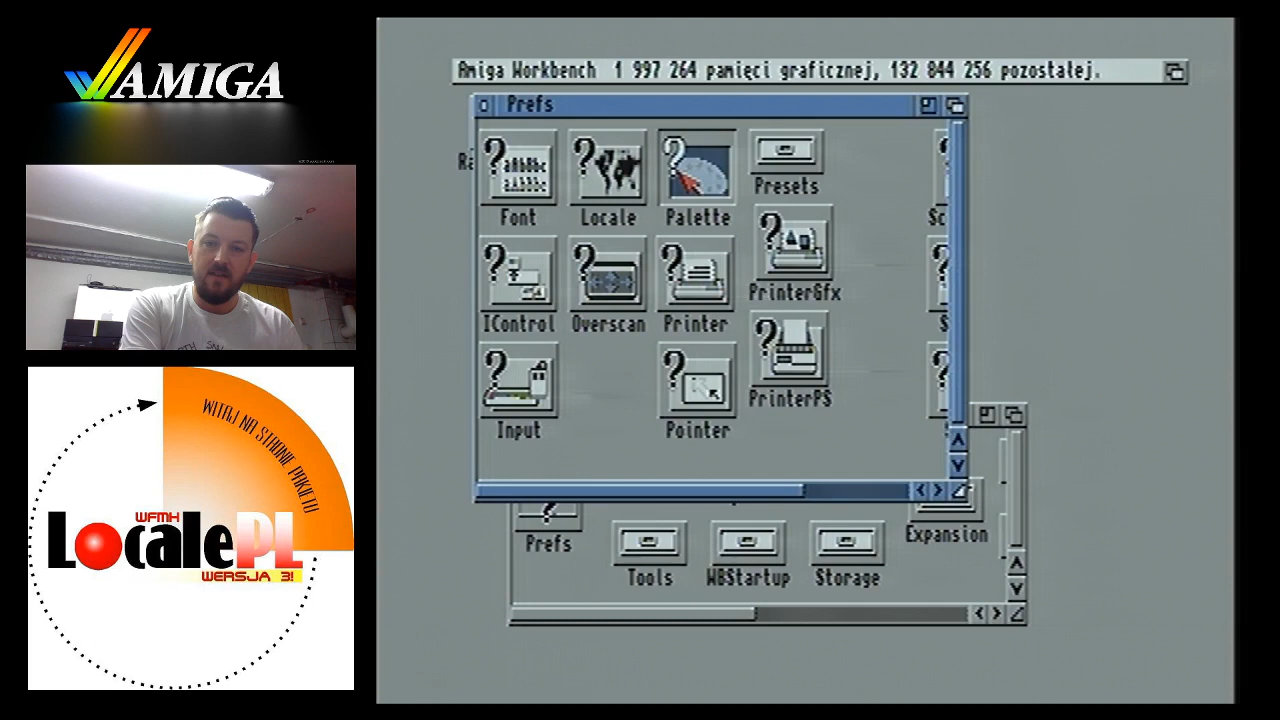 AMIGA
WITAJ NA STRONIE PAKIETU
WFMH
LocalePL
WERSJA 3!
Amiga Workbench 1 997 264 pamięci graficznej, 132 844 256 pozostałej.
Prefs
Font
Locale
Palette
Presets
IControl
Overscan
Printer
PrinterGfx
Input
Pointer
PrinterPS
Prefs
Tools
WBStartup
Storage
Expansion